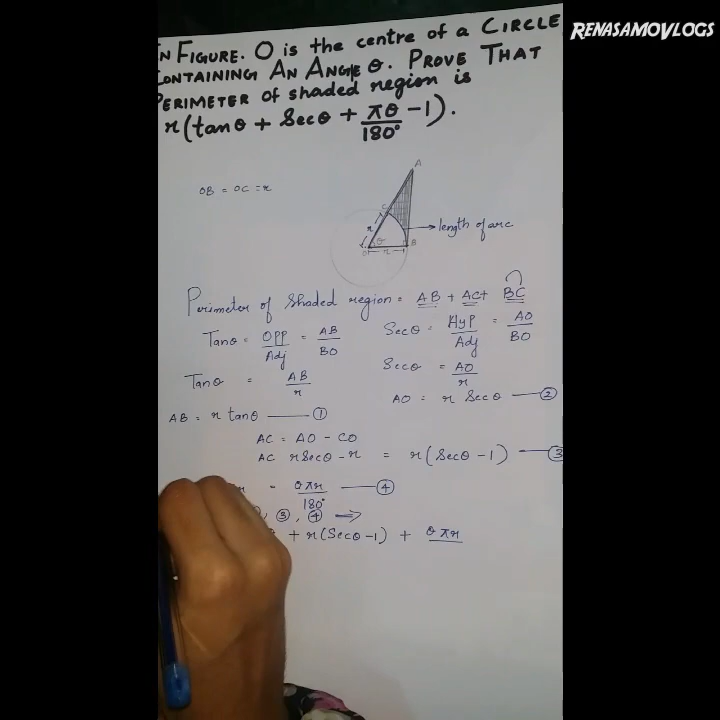 RENASAMOVLOGS
IN FIGURE. O is the centre of a CIRCLE
CONTAINING AN ANGLE θ. PROVE THAT
PERIMETER of shaded region is
r(tanθ + Secθ + πθ/180° - 1).
OB = OC = r
A
C
r
θ
O
r
B
length of arc
Perimeter of Shaded region = AB + AC + BC
Tanθ = OPP/Adj = AB/BO
Secθ = HyP/Adj = AO/BO
Tanθ = AB/r
Secθ = AO/r
AB = r tanθ ①
AO = r Secθ ②
AC = AO - CO
AC rSecθ - r = r(Secθ - 1) ③
= θπr/180° ④
, ③, ④ ⇒
+ r(Secθ-1) + θπr